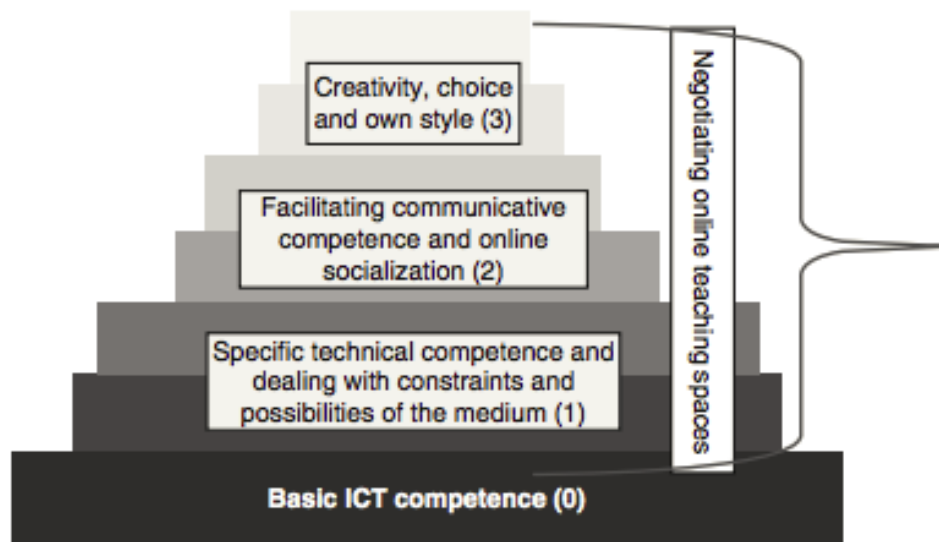 Creativity, choice
and own style (3)
Facilitating communicative
competence and online
socialization (2)
Specific technical competence and
dealing with constraints and
possibilities of the medium (1)
Basic ICT competence (0)
Negotiating online teaching spaces